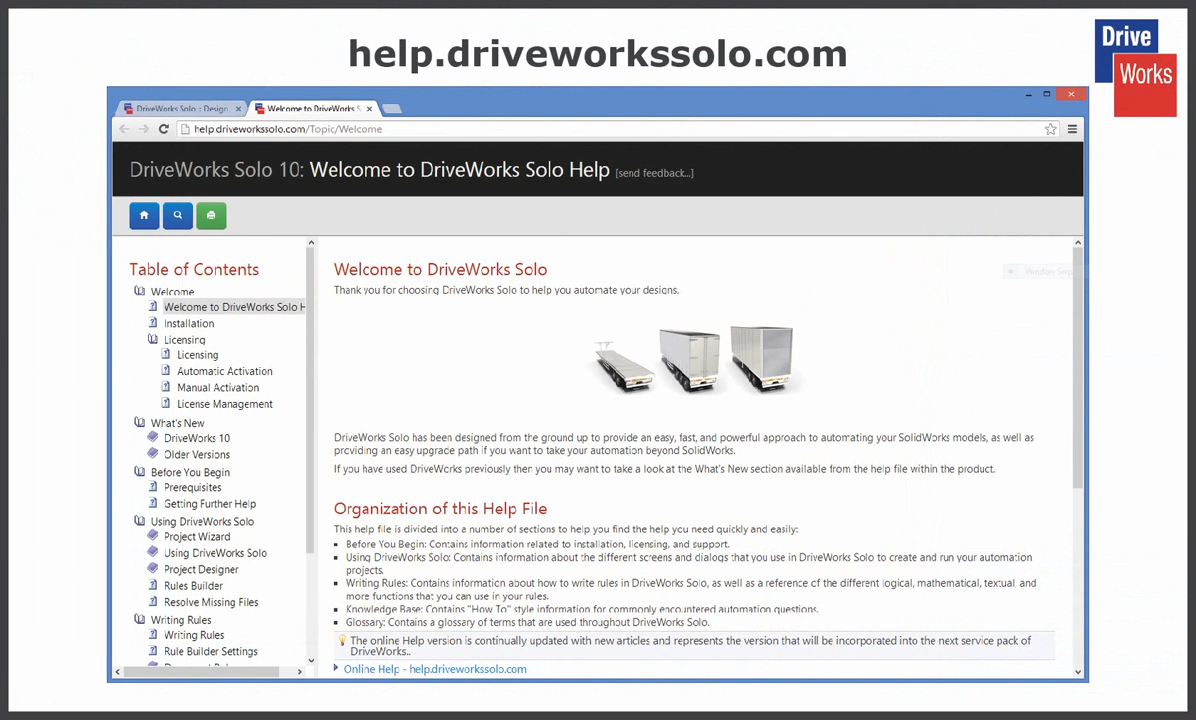 help.driveworkssolo.com
Drive
Works
DriveWorks Solo :: Design
Welcome to DriveWorks S
help.driveworkssolo.com/Topic/Welcome
DriveWorks Solo 10: Welcome to DriveWorks Solo Help [send feedback...]
Table of Contents
Welcome
Welcome to DriveWorks Solo H
Installation
Licensing
Licensing
Automatic Activation
Manual Activation
License Management
What's New
DriveWorks 10
Older Versions
Before You Begin
Prerequisites
Getting Further Help
Using DriveWorks Solo
Project Wizard
Using DriveWorks Solo
Project Designer
Rules Builder
Resolve Missing Files
Writing Rules
Writing Rules
Rule Builder Settings
Welcome to DriveWorks Solo
Thank you for choosing DriveWorks Solo to help you automate your designs.
DriveWorks Solo has been designed from the ground up to provide an easy, fast, and powerful approach to automating your SolidWorks models, as well as
providing an easy upgrade path if you want to take your automation beyond SolidWorks.
If you have used DriveWorks previously then you may want to take a look at the What's New section available from the help file within the product.
Organization of this Help File
This help file is divided into a number of sections to help you find the help you need quickly and easily:
Before You Begin: Contains information related to installation, licensing, and support.
Using DriveWorks Solo: Contains information about the different screens and dialogs that you use in DriveWorks Solo to create and run your automation
projects.
Writing Rules: Contains information about how to write rules in DriveWorks Solo, as well as a reference of the different logical, mathematical, textual, and
more functions that you can use in your rules.
Knowledge Base: Contains "How To" style information for commonly encountered automation questions.
Glossary: Contains a glossary of terms that are used throughout DriveWorks Solo.
The online Help version is continually updated with new articles and represents the version that will be incorporated into the next service pack of
DriveWorks..
Online Help - help.driveworkssolo.com